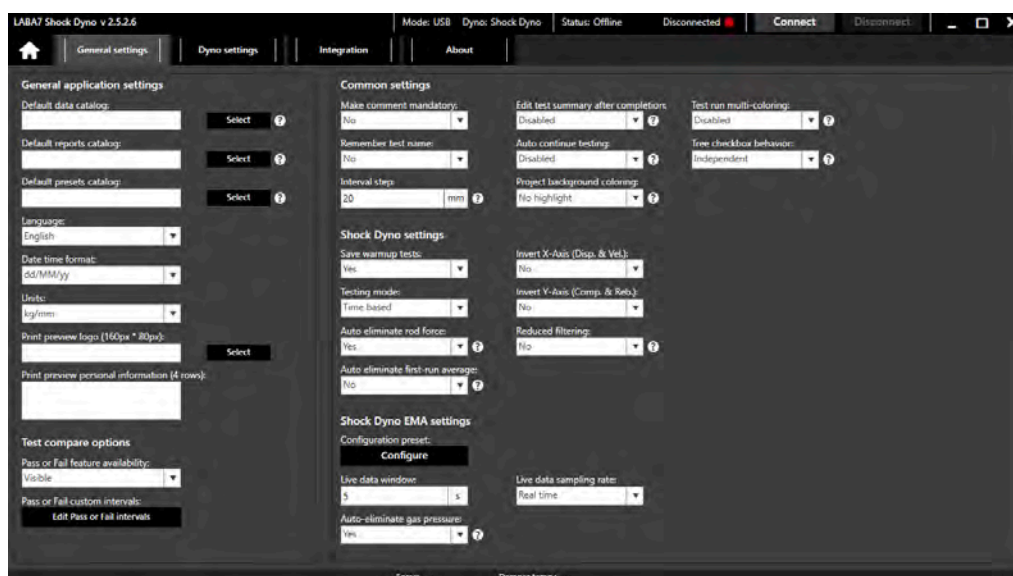 LABA7 Shock Dyno v 2.5.2.6
Mode: USB Dyno: Shock Dyno Status: Offline Disconnected Connect Disconnect
General settings Dyno settings Integration About
General application settings
Default data catalog:
Select ?
Default reports catalog:
Select ?
Default presets catalog:
Select ?
Language:
English
Date time format:
dd/MM/yy
Units:
kg/mm
Print preview logo (160px * 80px):
Select
Print preview personal information (4 rows):
Test compare options
Pass or Fail feature availability:
Visible
Pass or Fail custom intervals:
Edit Pass or Fail intervals
Common settings
Make comment mandatory: Edit test summary after completion: Test run multi-coloring:
No Disabled ? Disabled ?
Remember test name: Auto continue testing: Tree checkbox behavior:
No Disabled ? Independent ?
Interval step: Project background coloring:
20 mm ? No highlight ?
Shock Dyno settings
Save warmup tests: Invert X-Axis (Disp. & Vel.):
Yes No
Testing mode: Invert Y-Axis (Comp. & Reb.):
Time based No
Auto eliminate rod force: Reduced filtering:
Yes ? No ?
Auto eliminate first-run average:
No ?
Shock Dyno EMA settings
Configuration preset:
Configure
Live data window: Live data sampling rate:
5 s Real time
Auto-eliminate gas pressure:
Yes ?